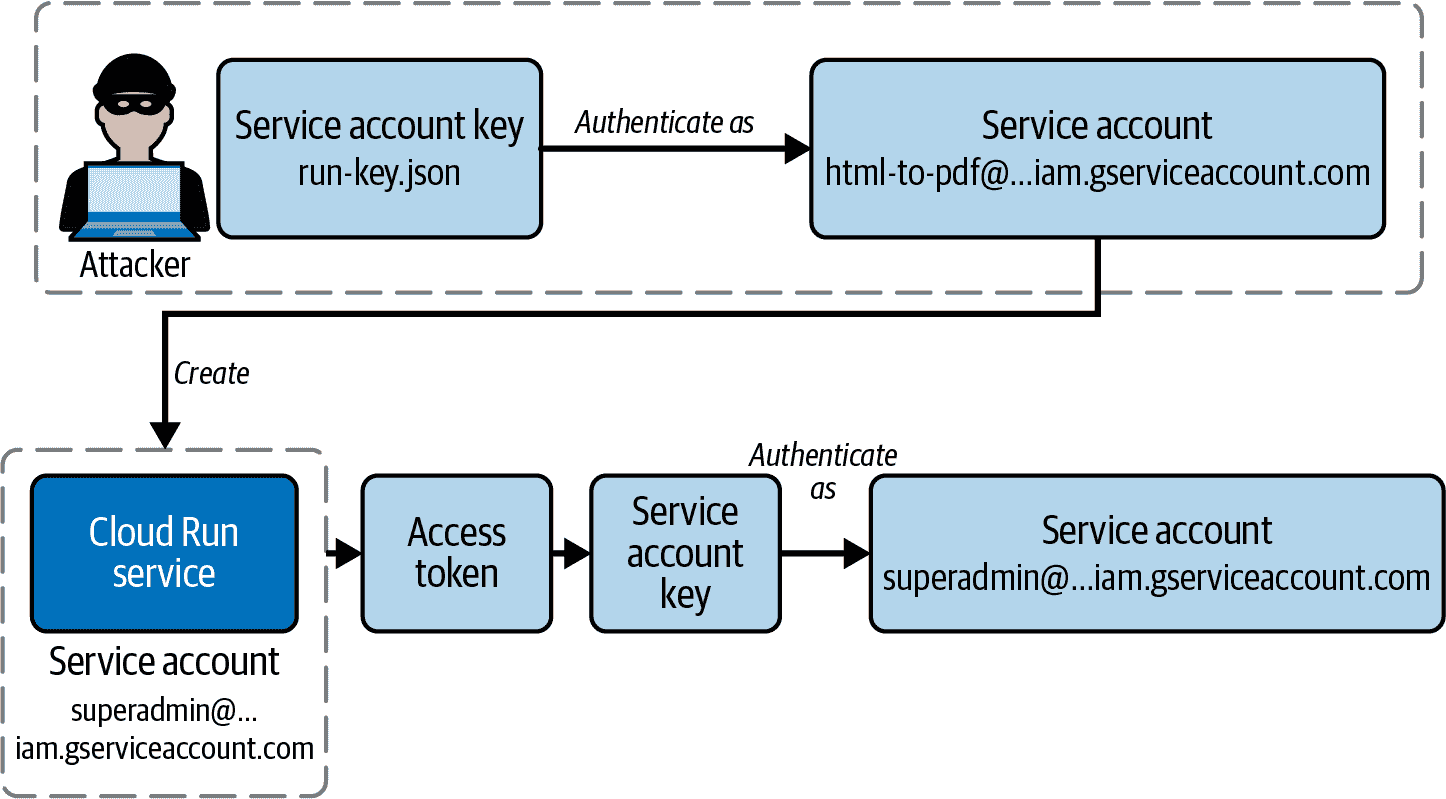 Service account key
run-key.json
Authenticate as
Service account
html-to-pdf@...iam.gserviceaccount.com
Attacker
Create
Cloud Run
service
Service account
superadmin@...
iam.gserviceaccount.com
Access
token
Service
account
key
Authenticate
as
Service account
superadmin@...iam.gserviceaccount.com